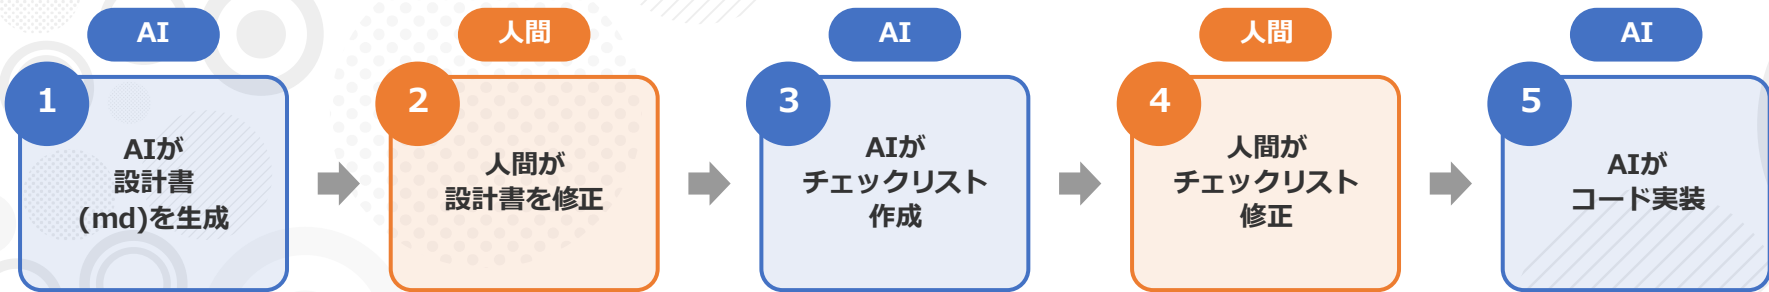 AI
1
AIが
設計書
(md)を生成
人間
2
人間が
設計書を修正
AI
3
AIが
チェックリスト
作成
人間
4
人間が
チェックリスト
修正
AI
5
AIが
コード実装